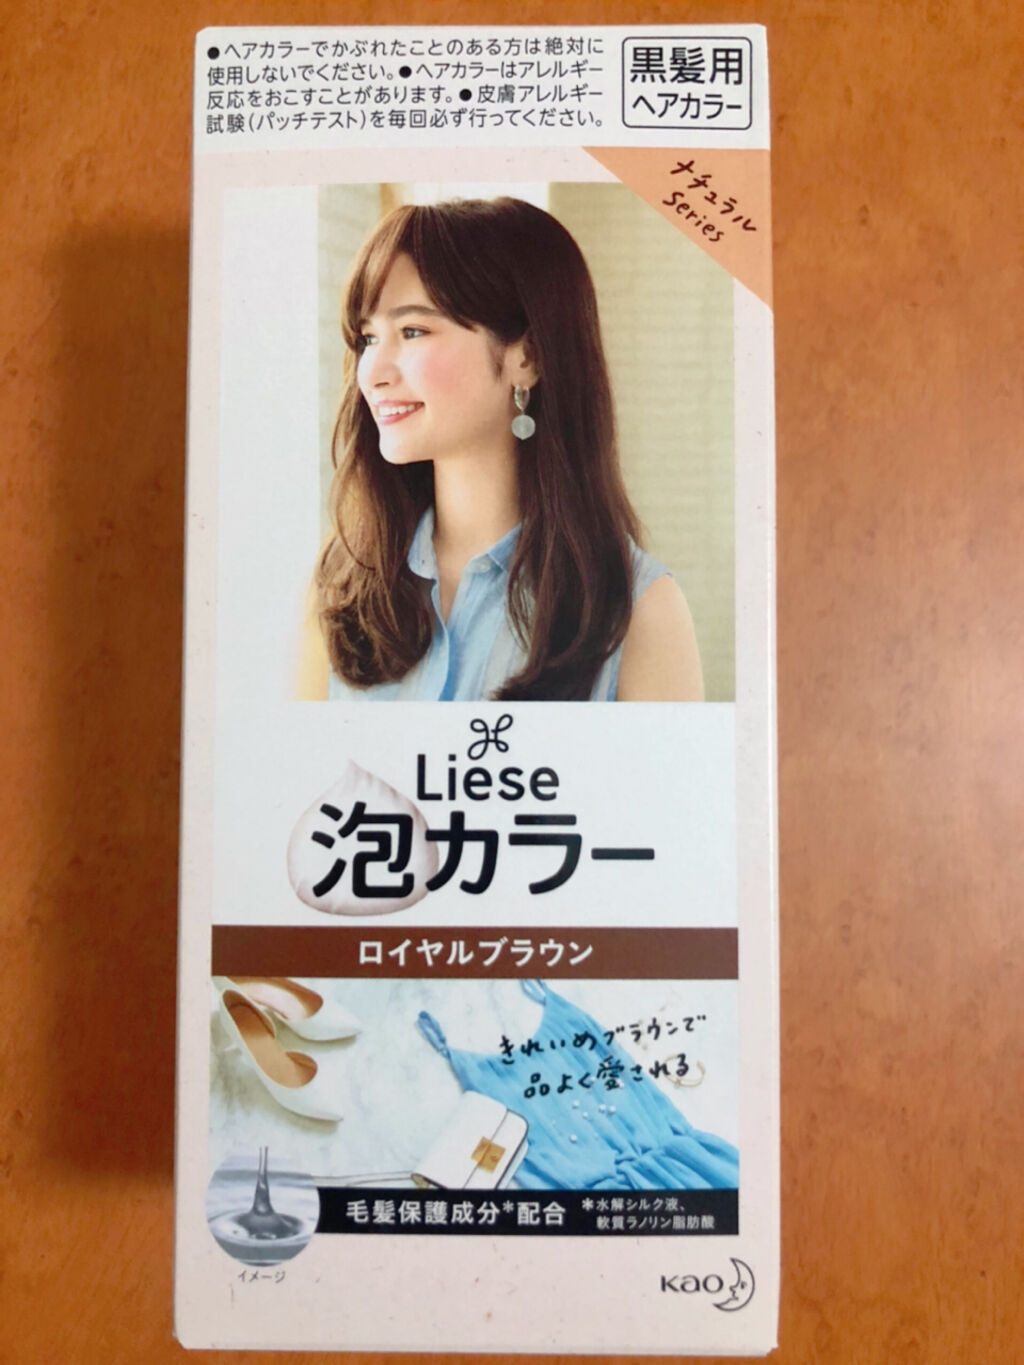 ●ヘアカラーでかぶれたことのある方は絶対に
使用しないでください。●ヘアカラーはアレルギー
反応をおこすことがあります。●皮膚アレルギー
試験(パッチテスト)を毎回必ず行ってください。
黒髪用
ヘアカラー
ナチュラル
Series
Liese
泡カラー
ロイヤルブラウン
きれいめブラウンで
品よく愛される
毛髪保護成分*配合
*水解シルク液、
軟質ラノリン脂肪酸
イメージ
Kao